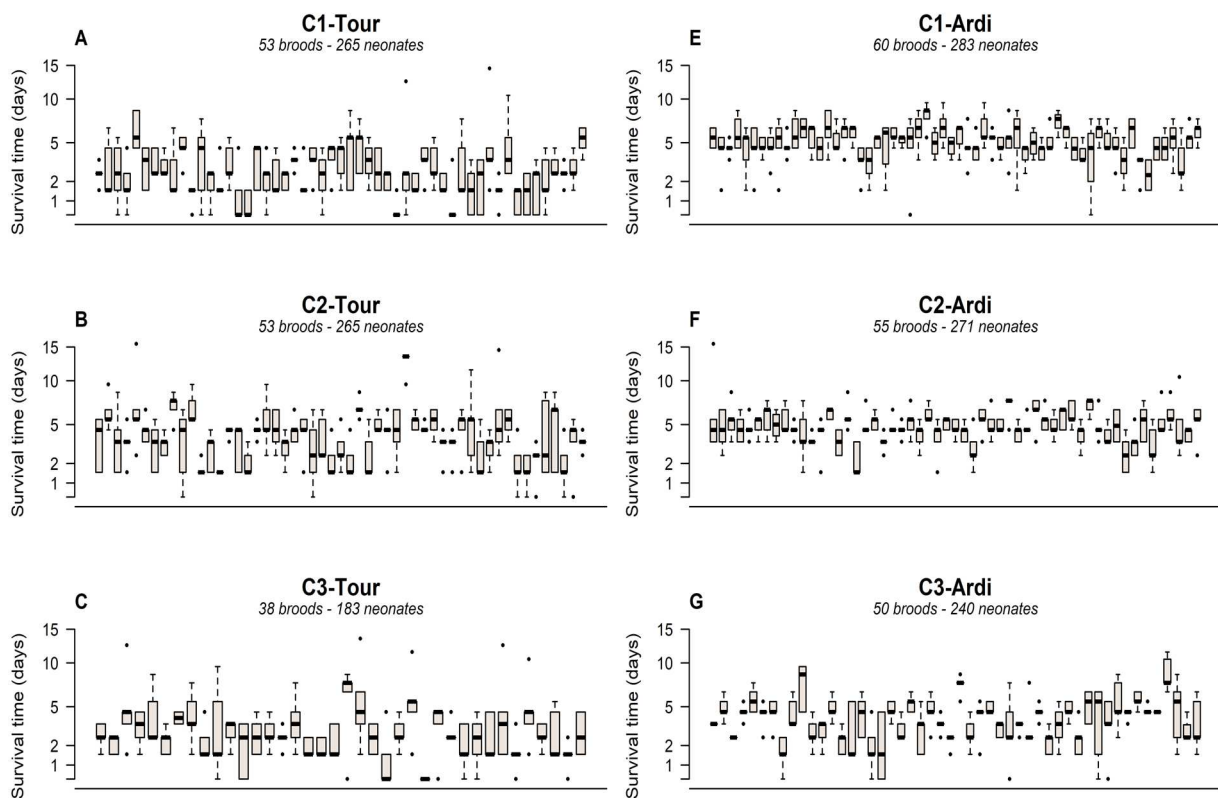 A
C1-Tour
53 broods - 265 neonates
Survival time (days)
15
10
5
2
1
E
C1-Ardi
60 broods - 283 neonates
Survival time (days)
15
10
5
2
1
B
C2-Tour
53 broods - 265 neonates
Survival time (days)
15
10
5
2
1
F
C2-Ardi
55 broods - 271 neonates
Survival time (days)
15
10
5
2
1
C
C3-Tour
38 broods - 183 neonates
Survival time (days)
15
10
5
2
1
G
C3-Ardi
50 broods - 240 neonates
Survival time (days)
15
10
5
2
1